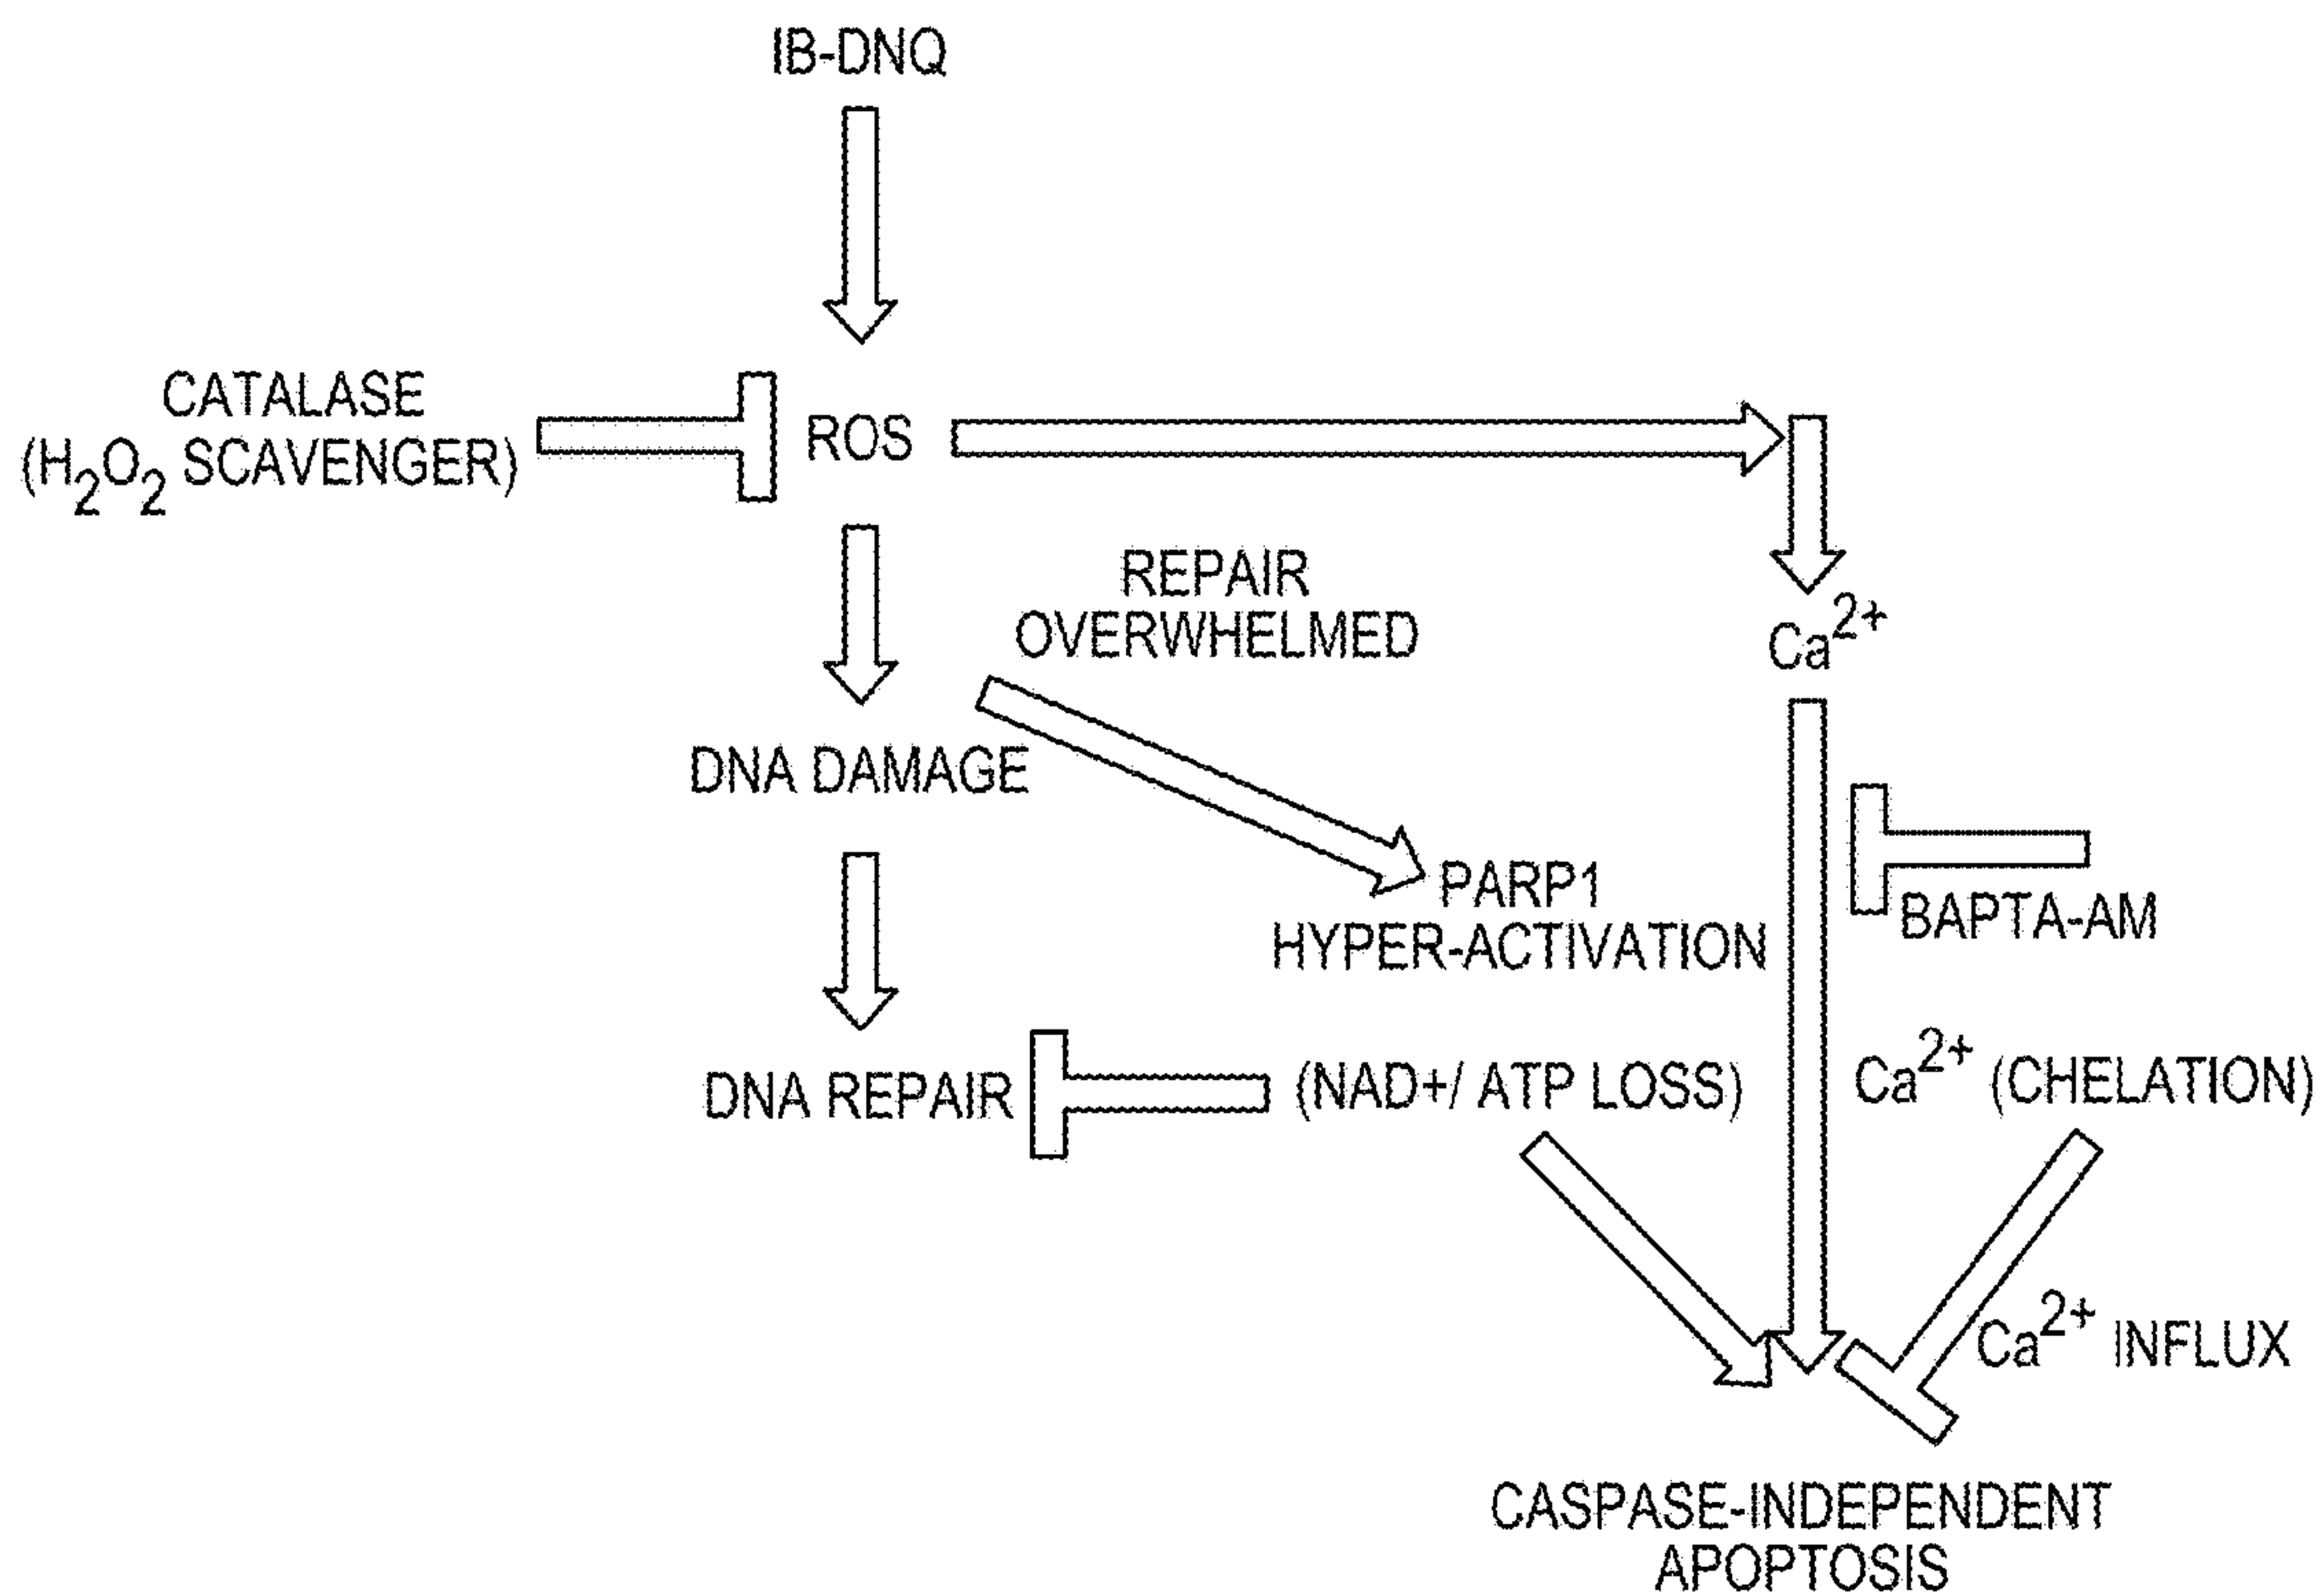 IB-DNQ
CATALASE
(H₂O₂ SCAVENGER)
ROS
REPAIR
OVERWHELMED
Ca²⁺
DNA DAMAGE
PARP1
HYPER-ACTIVATION
BAPTA-AM
DNA REPAIR
(NAD+/ ATP LOSS)
Ca²⁺ (CHELATION)
Ca²⁺ INFLUX
CASPASE-INDEPENDENT
APOPTOSIS